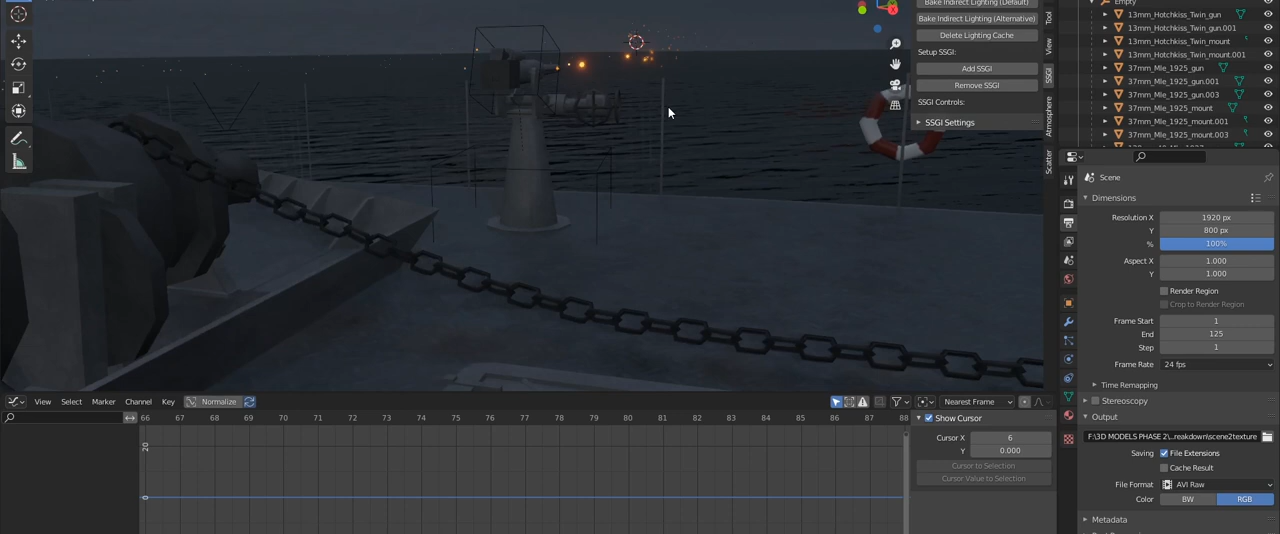 Bake Indirect Lighting (Default)
Bake Indirect Lighting (Alternative)
Delete Lighting Cache
Setup SSGI:
Add SSGI
Remove SSGI
SSGI Controls:
SSGI Settings
Tool
View
SSGI
Atmosphere
Scatter
Empty
13mm_Hotchkiss_Twin_gun
13mm_Hotchkiss_Twin_gun.001
13mm_Hotchkiss_Twin_mount
13mm_Hotchkiss_Twin_mount.001
37mm_Mle_1925_gun
37mm_Mle_1925_gun.001
37mm_Mle_1925_gun.003
37mm_Mle_1925_mount
37mm_Mle_1925_mount.001
37mm_Mle_1925_mount.003
Scene
Dimensions
Resolution X 1920 px
Y 800 px
% 100%
Aspect X 1.000
Y 1.000
Render Region
Crop to Render Region
Frame Start 1
End 125
Step 1
Frame Rate 24 fps
Time Remapping
Stereoscopy
Output
F:\3D MODELS PHASE 2\...reakdown\scene2texture
Saving File Extensions
Cache Result
File Format AVI Raw
Color BW RGB
Metadata
View Select Marker Channel Key Normalize Nearest Frame
66 67 68 69 70 71 72 73 74 75 76 77 78 79 80 81 82 83 84 85 86 87 88
20
0
Show Cursor
Cursor X 6
Y 0.000
Cursor to Selection
Cursor Value to Selection